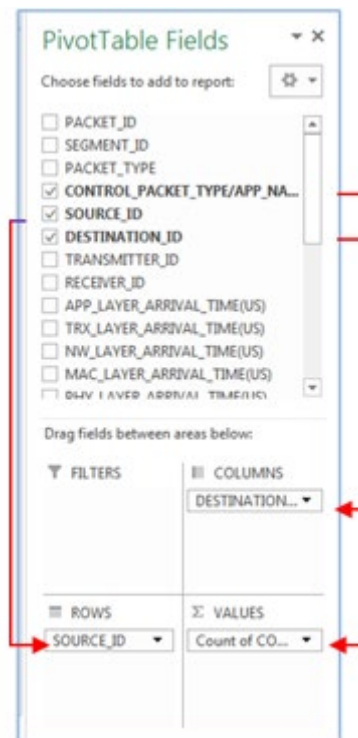 PivotTable Fields
Choose fields to add to report:
PACKET_ID
SEGMENT_ID
PACKET_TYPE
CONTROL_PACKET_TYPE/APP_NA...
SOURCE_ID
DESTINATION_ID
TRANSMITTER_ID
RECEIVER_ID
APP_LAYER_ARRIVAL_TIME(US)
TRX_LAYER_ARRIVAL_TIME(US)
NW_LAYER_ARRIVAL_TIME(US)
MAC_LAYER_ARRIVAL_TIME(US)
PHY_LAYER_ARRIVAL_TIME(US)
Drag fields between areas below:
FILTERS
COLUMNS
DESTINATION...
ROWS
Σ VALUES
SOURCE_ID
Count of CO...